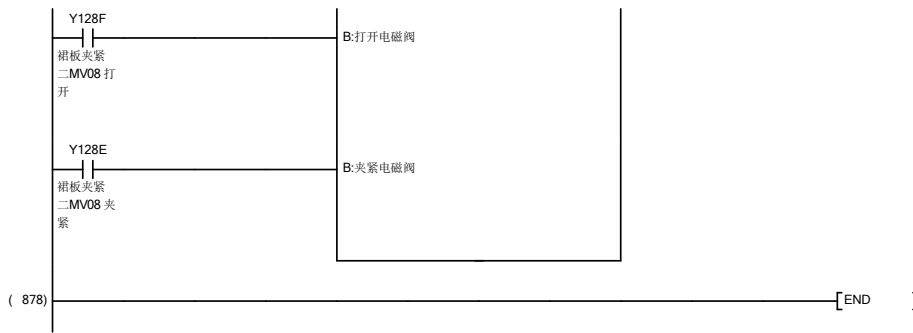 Y128F
B:打开电磁阀
裙板夹紧
二MV08 打
开
Y128E
B:夹紧电磁阀
裙板夹紧
二MV08 夹
紧
( 878)
END